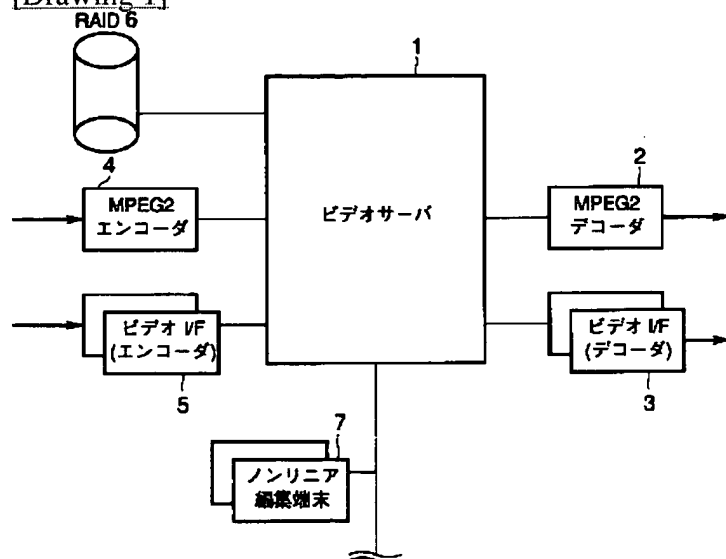 [Drawing 1]
RAID 6
1
4
MPEG2
エンコーダ
ビデオサーバ
2
MPEG2
デコーダ
ビデオ I/F
(エンコーダ)
5
ビデオ I/F
(デコーダ)
3
7
ノンリニア
編集端末